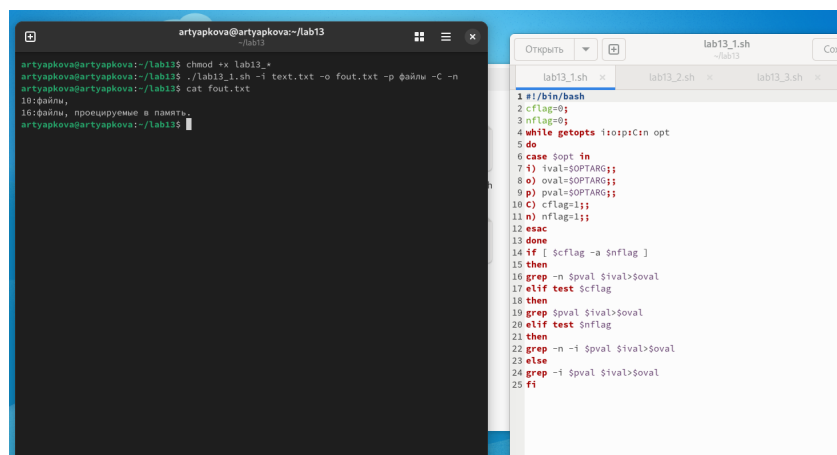 artyapkova@artyapkova:~/lab13
~/lab13
artyapkova@artyapkova:~/lab13$ chmod +x lab13_*
artyapkova@artyapkova:~/lab13$ ./lab13_1.sh -i text.txt -o fout.txt -p файлы -C -n
artyapkova@artyapkova:~/lab13$ cat fout.txt
10:файлы,
16:файлы, проецируемые в память.
artyapkova@artyapkova:~/lab13$
h
Открыть
lab13_1.sh
~/lab13
Со
lab13_1.sh ×
lab13_2.sh ×
lab13_3.sh ×
1 #!/bin/bash
2 cflag=0;
3 nflag=0;
4 while getopts i:o:p:C:n opt
5 do
6 case $opt in
7 i) ival=$OPTARG;;
8 o) oval=$OPTARG;;
9 p) pval=$OPTARG;;
10 C) cflag=1;;
11 n) nflag=1;;
12 esac
13 done
14 if [ $cflag -a $nflag ]
15 then
16 grep -n $pval $ival>$oval
17 elif test $cflag
18 then
19 grep $pval $ival>$oval
20 elif test $nflag
21 then
22 grep -n -i $pval $ival>$oval
23 else
24 grep -i $pval $ival>$oval
25 fi